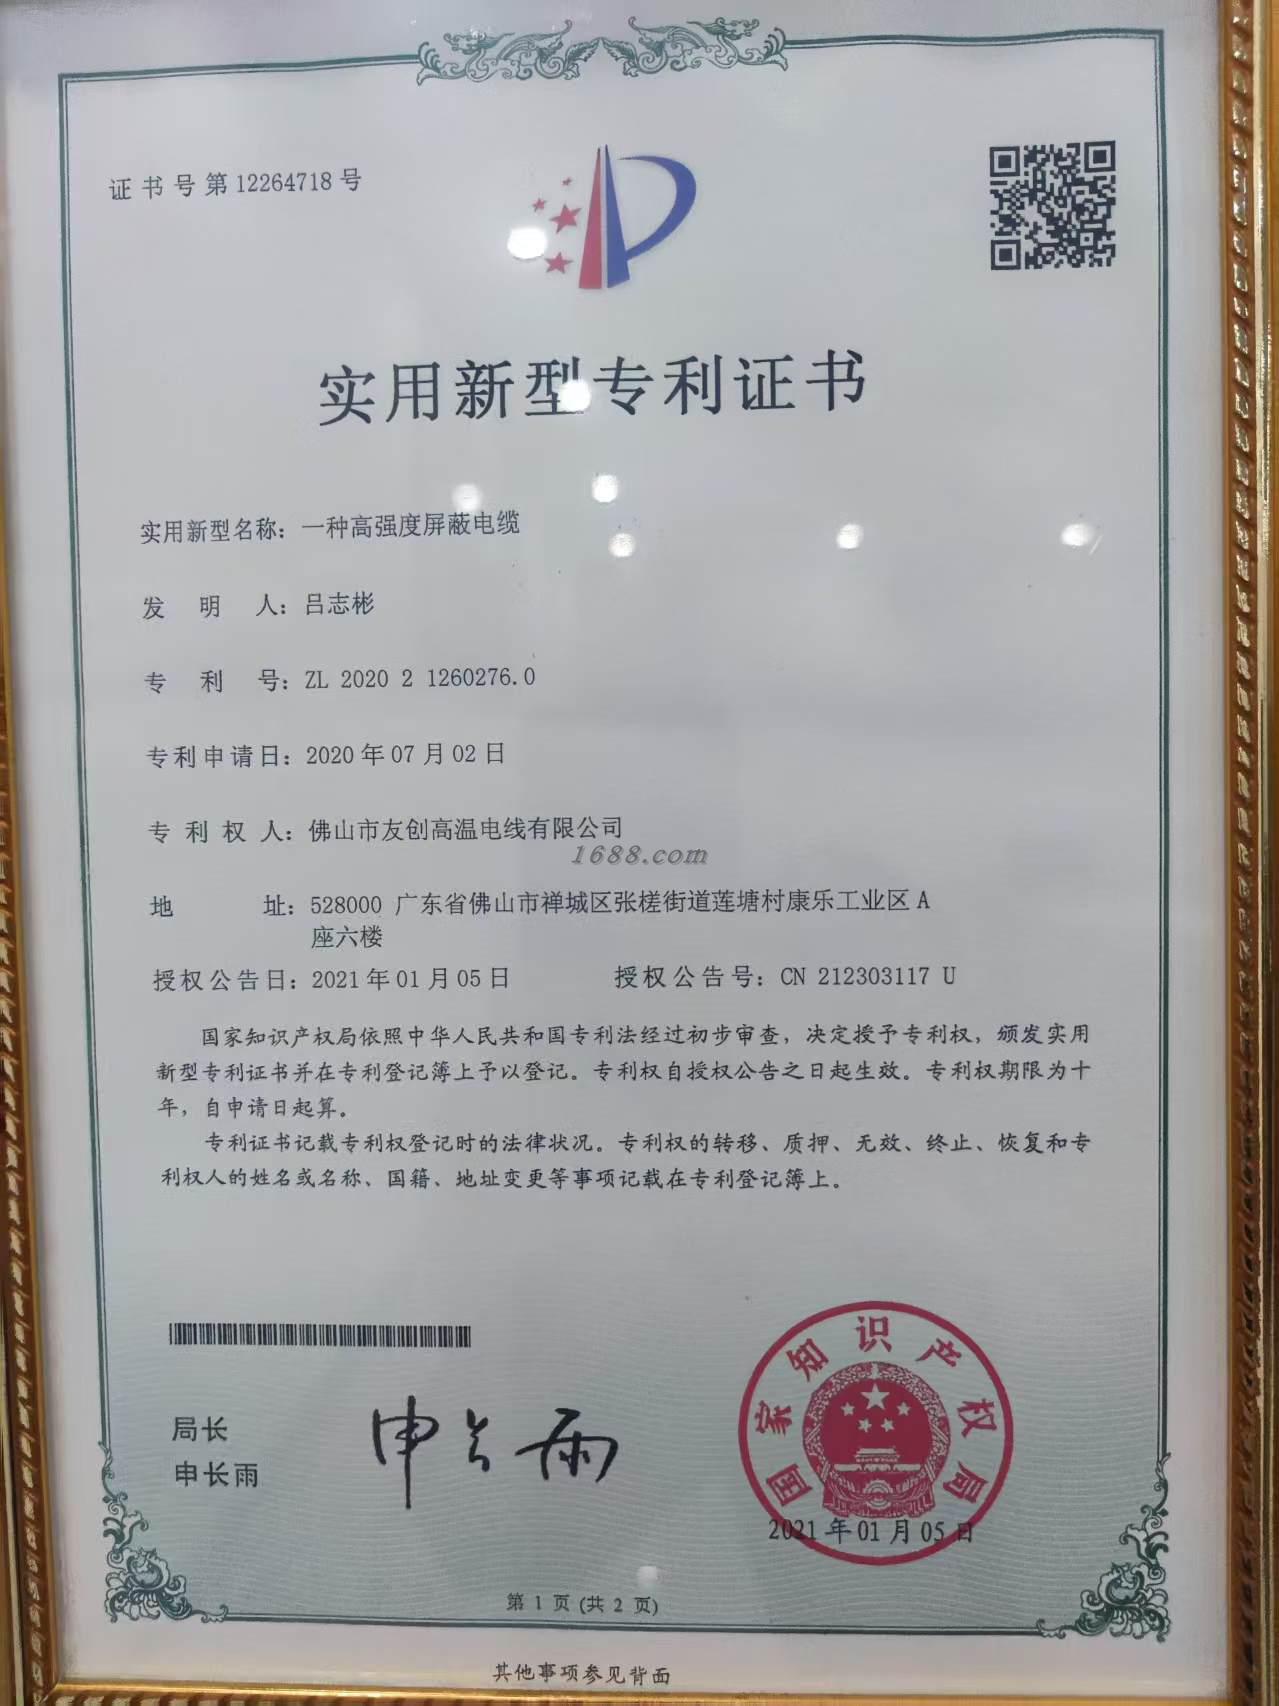 证书号第12264718号
实用新型专利证书
实用新型名称：一种高强度屏蔽电缆
发明人：吕志彬
专利号：ZL 2020 2 1260276.0
专利申请日：2020年07月02日
专利权人：佛山市友创高温电线有限公司
1688.com
地址：528000 广东省佛山市禅城区张槎街道莲塘村康乐工业区A
座六楼
授权公告日：2021年01月05日 授权公告号：CN 212303117 U
国家知识产权局依照中华人民共和国专利法经过初步审查，决定授予专利权，颁发实用
新型专利证书并在专利登记簿上予以登记。专利权自授权公告之日起生效。专利权期限为十
年，自申请日起算。
专利证书记载专利权登记时的法律状况。专利权的转移、质押、无效、终止、恢复和专
利权人的姓名或名称、国籍、地址变更等事项记载在专利登记簿上。
局长
申长雨
申长雨
国家知识产权局
2021年01月05日
第1页(共2页)
其他事项参见背面